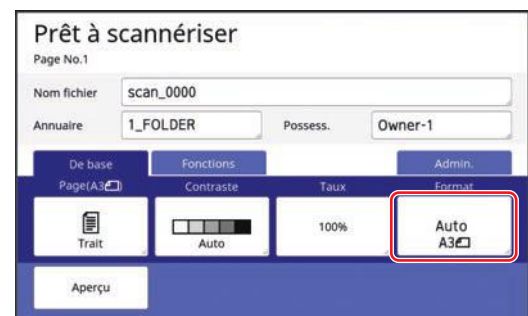 Prêt à scannériser
Page No.1
Nom fichier scan_0000
Annuaire 1_FOLDER Possess. Owner-1
De base Fonctions Admin.
Page(A3) Contraste Taux Format
Trait Auto 100% Auto
A3
Aperçu